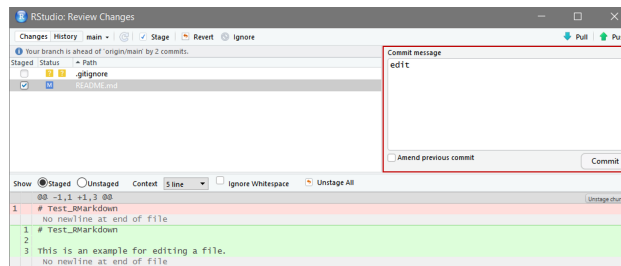 RStudio: Review Changes
Changes History main Stage Revert Ignore Pull Pu
Your branch is ahead of 'origin/main' by 2 commits.
Staged Status Path
? ? .gitignore
M README.md
Commit message
edit
Amend previous commit
Commit
Show Staged Unstaged Context 5 line Ignore Whitespace Unstage All
@@ -1,1 +1,3 @@ Unstage chun
1 # Test_RMarkdown
No newline at end of file
1 # Test_RMarkdown
2
3 This is an example for editing a file.
No newline at end of file